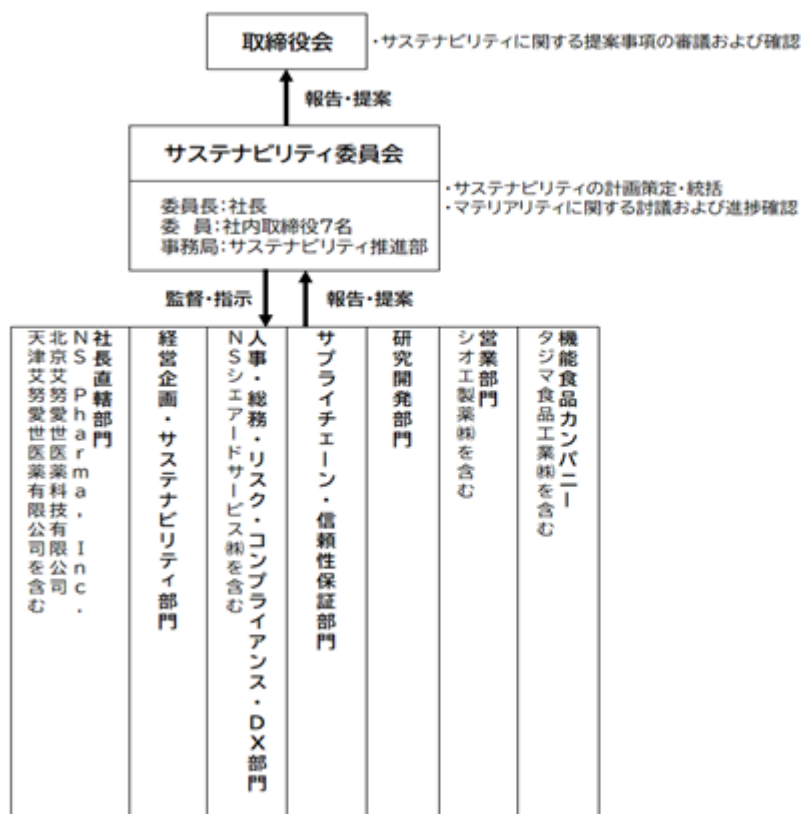 取締役会
・サステナビリティに関する提案事項の審議および確認
報告・提案
サステナビリティ委員会
委員長：社長
委　員：社内取締役7名
事務局：サステナビリティ推進部
・サステナビリティの計画策定・統括
・マテリアリティに関する討議および進捗確認
監督・指示
報告・提案
社長直轄部門
NS Pharma, Inc.
北京艾努愛世医薬科技有限公司
天津艾努愛世医薬有限公司を含む
経営企画・サステナビリティ部門
人事・総務・リスク・コンプライアンス・DX部門
NSシェアードサービス㈱を含む
サプライチェーン・信頼性保証部門
研究開発部門
営業部門
シオエ製薬㈱を含む
機能食品カンパニー
タジマ食品工業㈱を含む